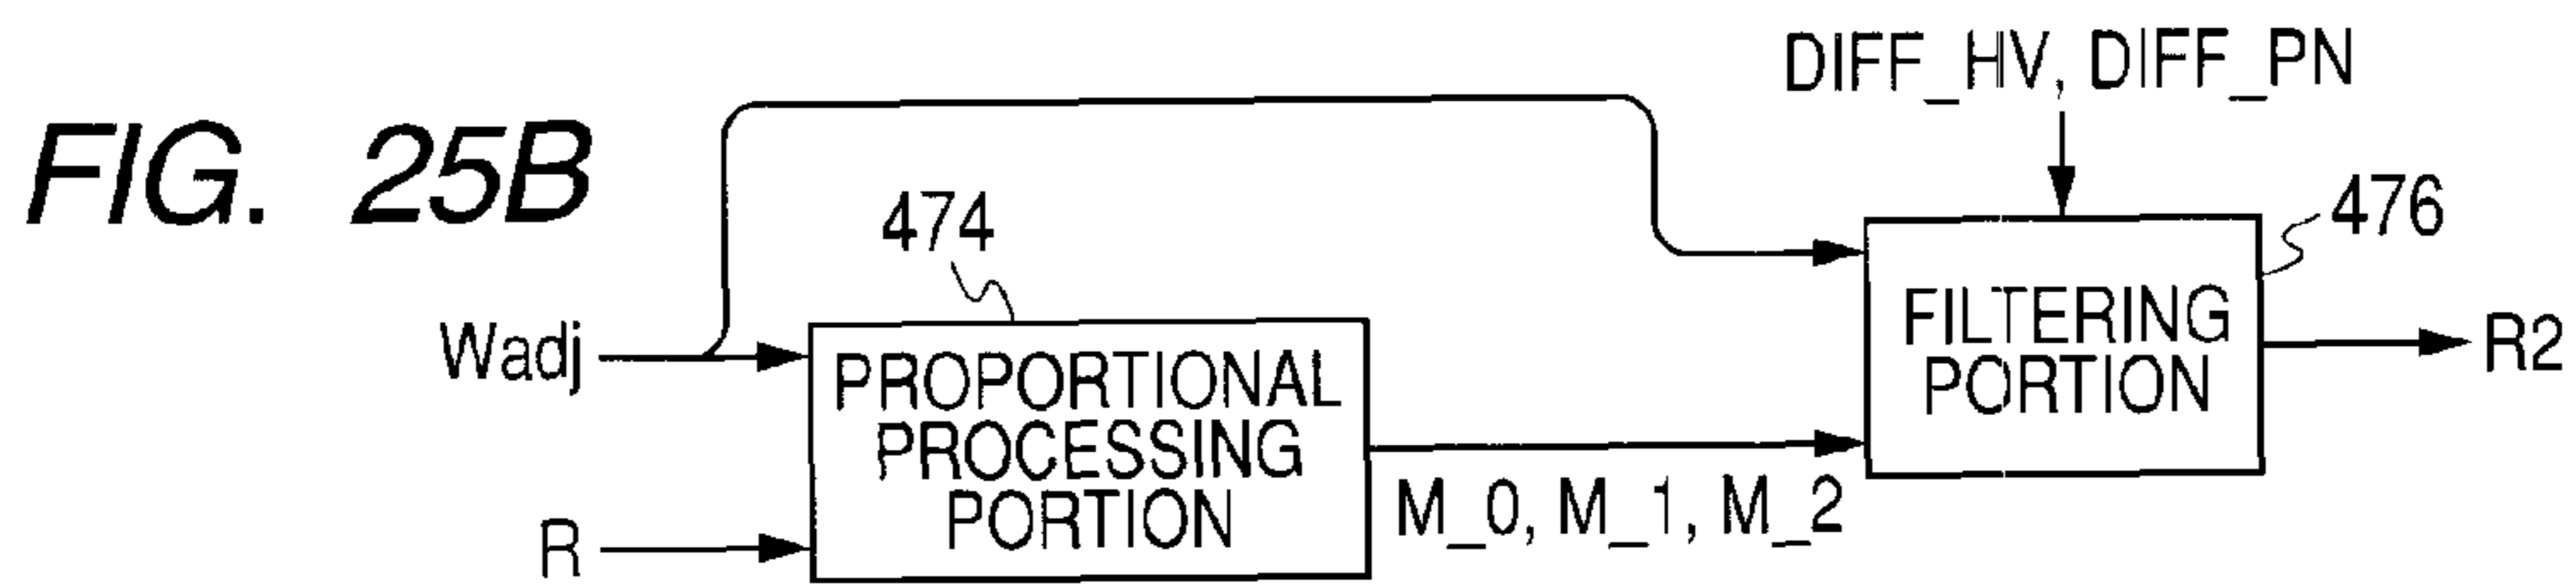 FIG. 25B
DIFF_HV, DIFF_PN
474
476
Wadj
PROPORTIONAL
PROCESSING
PORTION
FILTERING
PORTION
R2
R
M_0, M_1, M_2